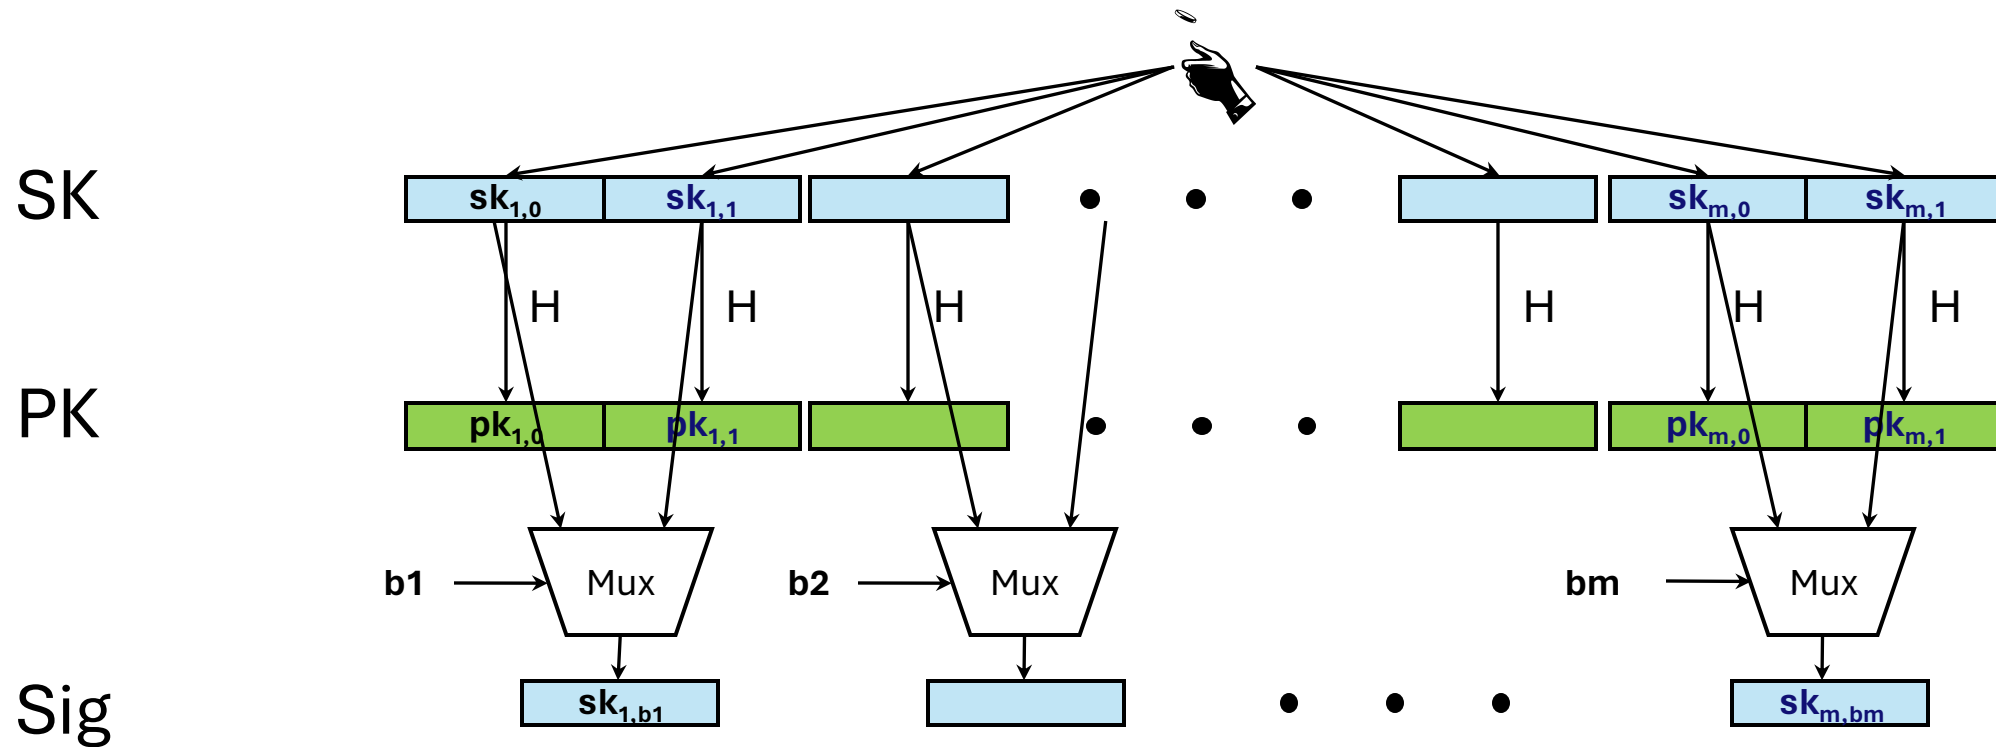 SK sk1,0 sk1,1 skm,0 skm,1
H H H H H H
PK pk1,0 pk1,1 pkm,0 pkm,1
b1 Mux b2 Mux bm Mux
Sig sk1,b1 skm,bm